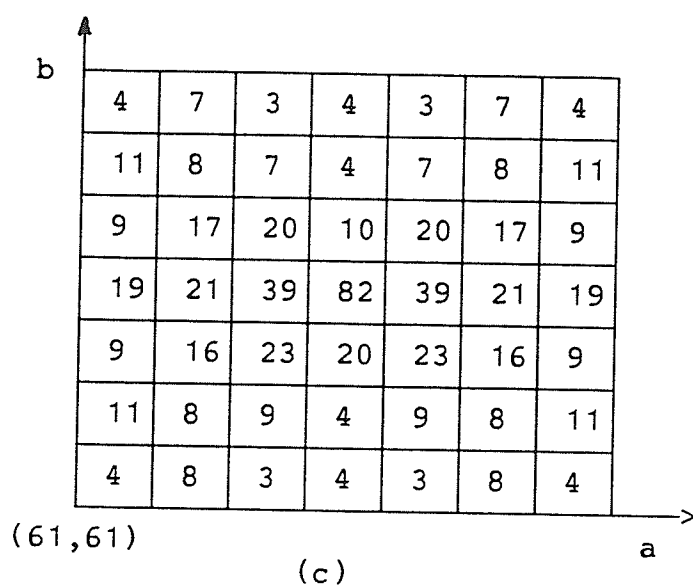 b
4 7 3 4 3 7 4
11 8 7 4 7 8 11
9 17 20 10 20 17 9
19 21 39 82 39 21 19
9 16 23 20 23 16 9
11 8 9 4 9 8 11
4 8 3 4 3 8 4
(61,61) a
(c)